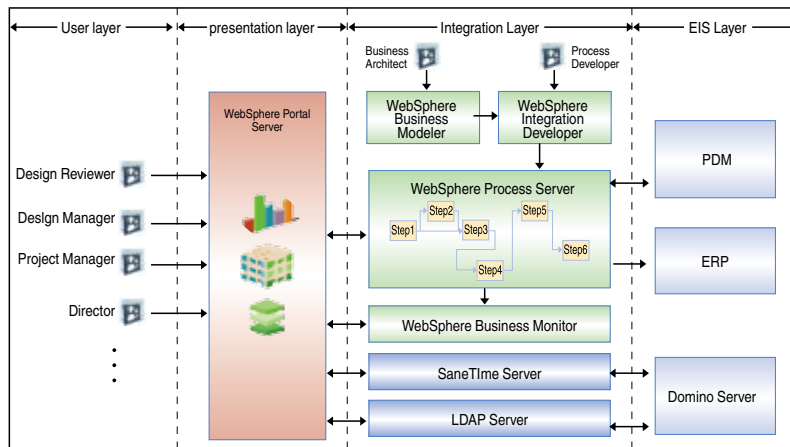 User layer
presentation layer
Integration Layer
EIS Layer
Business
Architect
Process
Developer
WebSphere Portal
Server
WebSphere
Business
Modeler
WebSphere
Integration
Developer
PDM
Design Reviewer
WebSphere Process Server
DesIgn Manager
Step1
Step2
Step3
Step4
Step5
Step6
Project Manager
ERP
Director
WebSphere Business Monitor
SaneTIme Server
Domino Server
LDAP Server